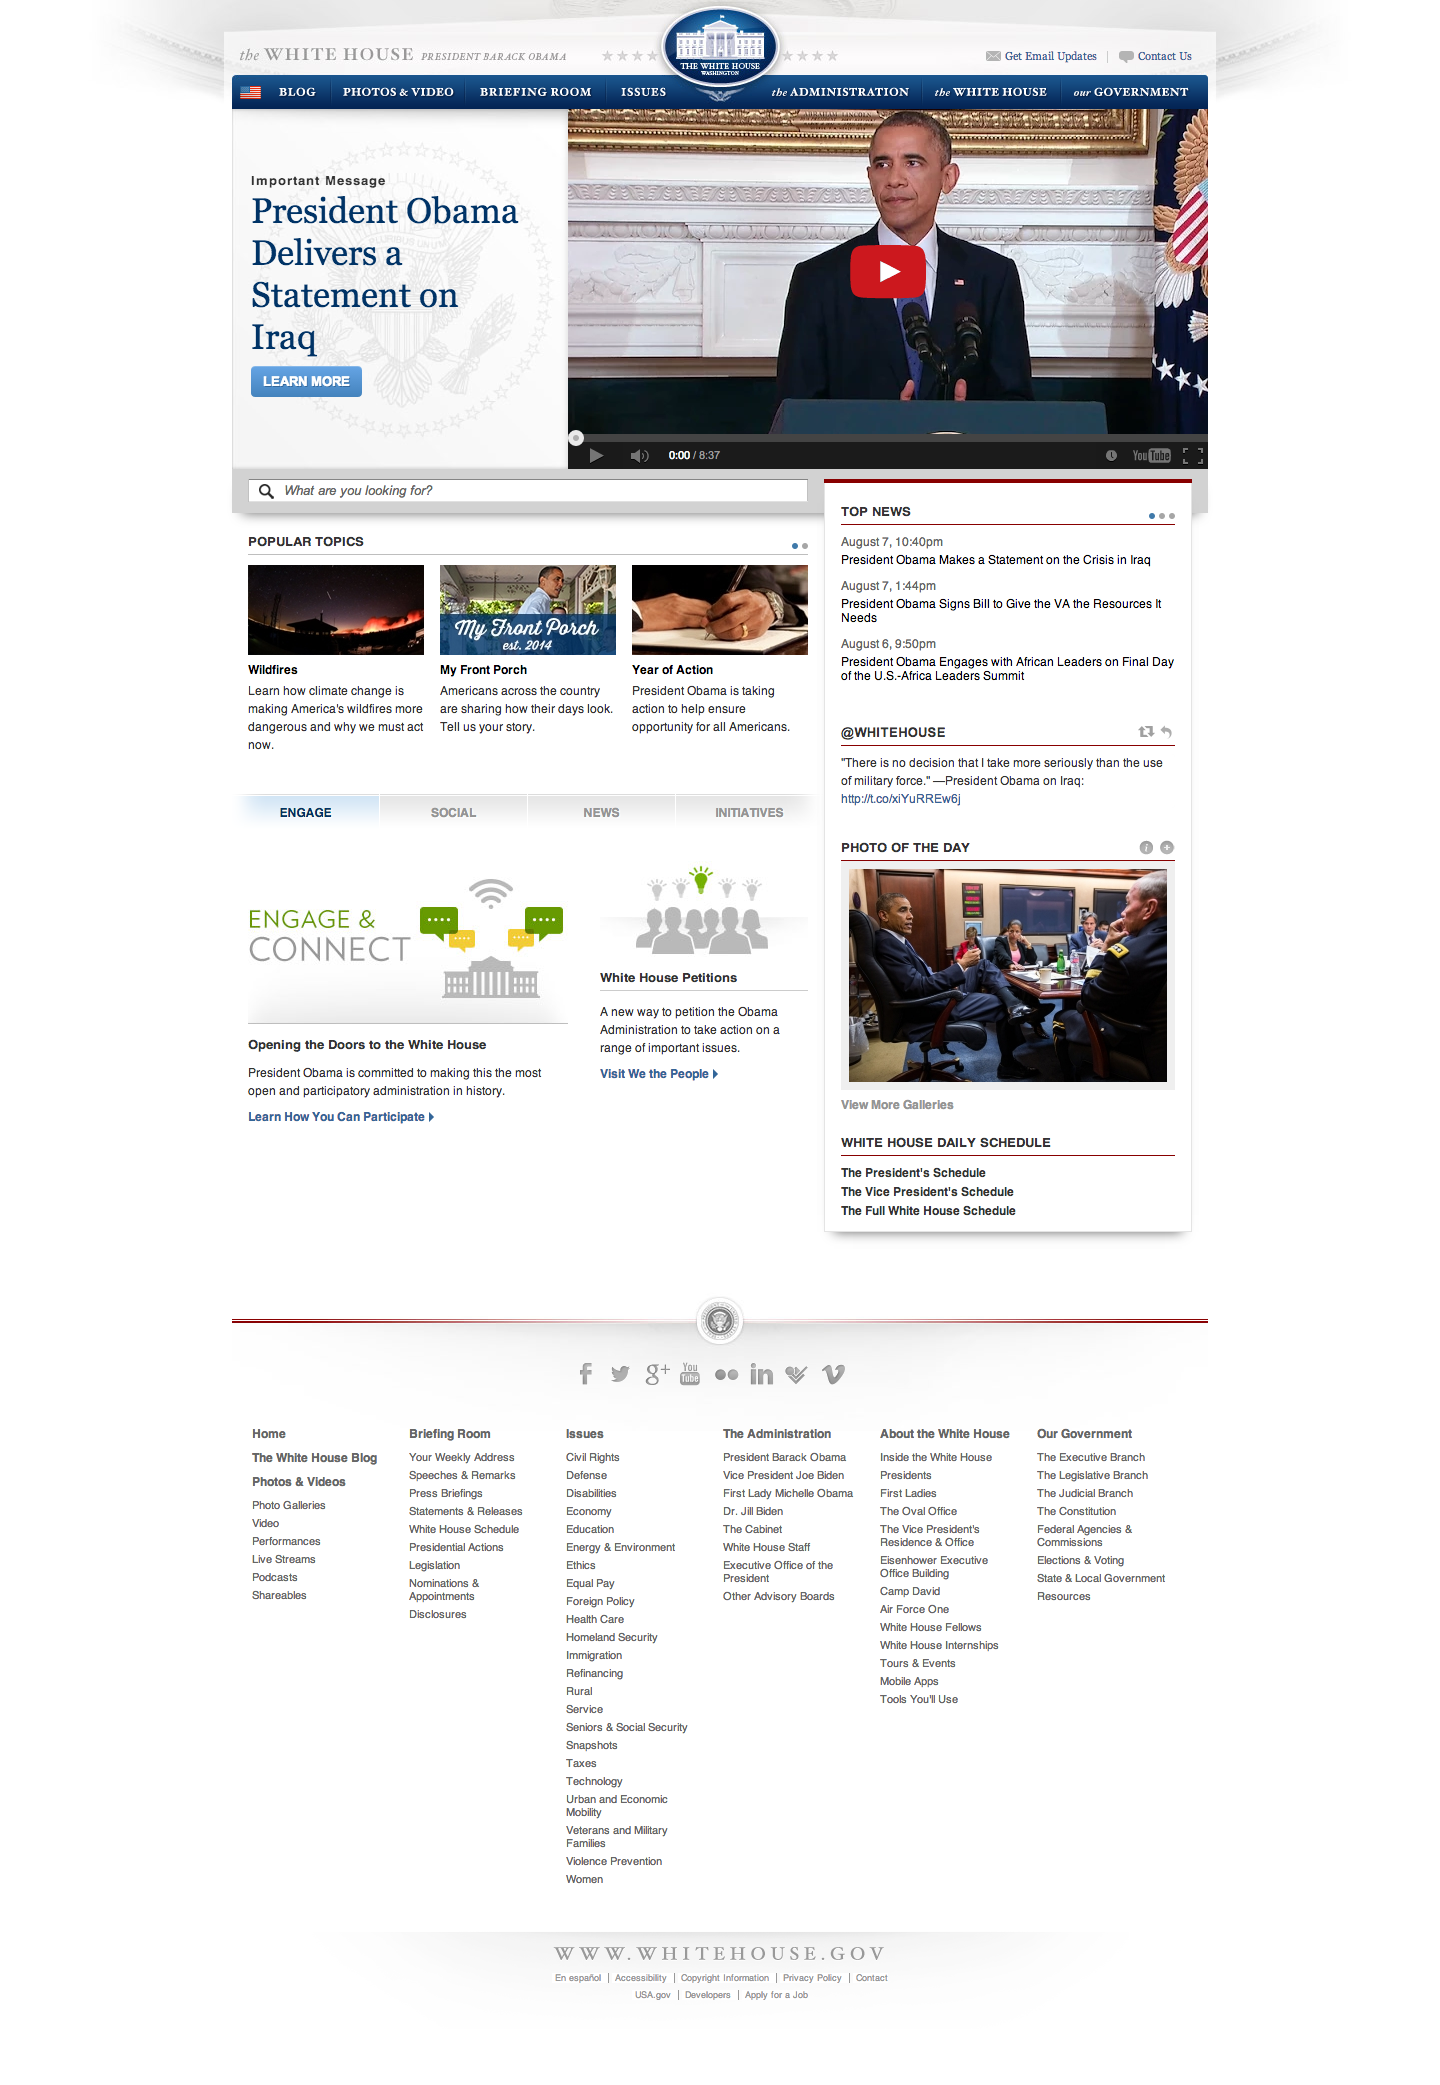 the WHITE HOUSE PRESIDENT BARACK OBAMA
THE WHITE HOUSE
WASHINGTON
Get Email Updates
Contact Us
BLOG
PHOTOS & VIDEO
BRIEFING ROOM
ISSUES
the ADMINISTRATION
the WHITE HOUSE
our GOVERNMENT
Important Message
President Obama
Delivers a
Statement on
Iraq
LEARN MORE
0:00 / 8:37
YouTube
What are you looking for?
POPULAR TOPICS
My Front Porch
est. 2014
Wildfires
Learn how climate change is
making America's wildfires more
dangerous and why we must act
now.
My Front Porch
Americans across the country
are sharing how their days look.
Tell us your story.
Year of Action
President Obama is taking
action to help ensure
opportunity for all Americans.
TOP NEWS
August 7, 10:40pm
President Obama Makes a Statement on the Crisis in Iraq
August 7, 1:44pm
President Obama Signs Bill to Give the VA the Resources It
Needs
August 6, 9:50pm
President Obama Engages with African Leaders on Final Day
of the U.S.-Africa Leaders Summit
@WHITEHOUSE
"There is no decision that I take more seriously than the use
of military force." —President Obama on Iraq:
http://t.co/xiYuRREw6j
ENGAGE
SOCIAL
NEWS
INITIATIVES
ENGAGE &
CONNECT
Opening the Doors to the White House
President Obama is committed to making this the most
open and participatory administration in history.
Learn How You Can Participate
White House Petitions
A new way to petition the Obama
Administration to take action on a
range of important issues.
Visit We the People
PHOTO OF THE DAY
View More Galleries
WHITE HOUSE DAILY SCHEDULE
The President's Schedule
The Vice President's Schedule
The Full White House Schedule
You
Tube
Home
The White House Blog
Photos & Videos
Photo Galleries
Video
Performances
Live Streams
Podcasts
Shareables
Briefing Room
Your Weekly Address
Speeches & Remarks
Press Briefings
Statements & Releases
White House Schedule
Presidential Actions
Legislation
Nominations &
Appointments
Disclosures
Issues
Civil Rights
Defense
Disabilities
Economy
Education
Energy & Environment
Ethics
Equal Pay
Foreign Policy
Health Care
Homeland Security
Immigration
Refinancing
Rural
Service
Seniors & Social Security
Snapshots
Taxes
Technology
Urban and Economic
Mobility
Veterans and Military
Families
Violence Prevention
Women
The Administration
President Barack Obama
Vice President Joe Biden
First Lady Michelle Obama
Dr. Jill Biden
The Cabinet
White House Staff
Executive Office of the
President
Other Advisory Boards
About the White House
Inside the White House
Presidents
First Ladies
The Oval Office
The Vice President's
Residence & Office
Eisenhower Executive
Office Building
Camp David
Air Force One
White House Fellows
White House Internships
Tours & Events
Mobile Apps
Tools You'll Use
Our Government
The Executive Branch
The Legislative Branch
The Judicial Branch
The Constitution
Federal Agencies &
Commissions
Elections & Voting
State & Local Government
Resources
WWW.WHITEHOUSE.GOV
En español | Accessibility | Copyright Information | Privacy Policy | Contact
USA.gov | Developers | Apply for a Job